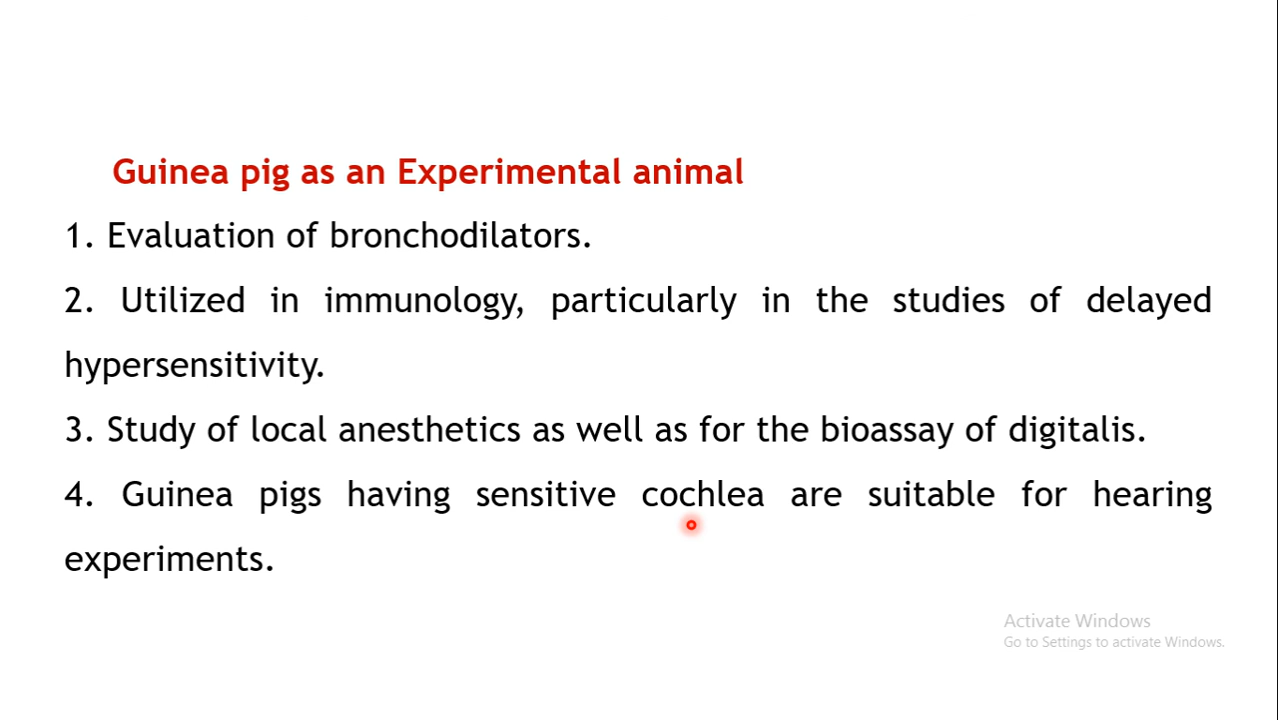 Guinea pig as an Experimental animal
1. Evaluation of bronchodilators.
2. Utilized in immunology, particularly in the studies of delayed
hypersensitivity.
3. Study of local anesthetics as well as for the bioassay of digitalis.
4. Guinea pigs having sensitive cochlea are suitable for hearing
experiments.
Activate Windows
Go to Settings to activate Windows.